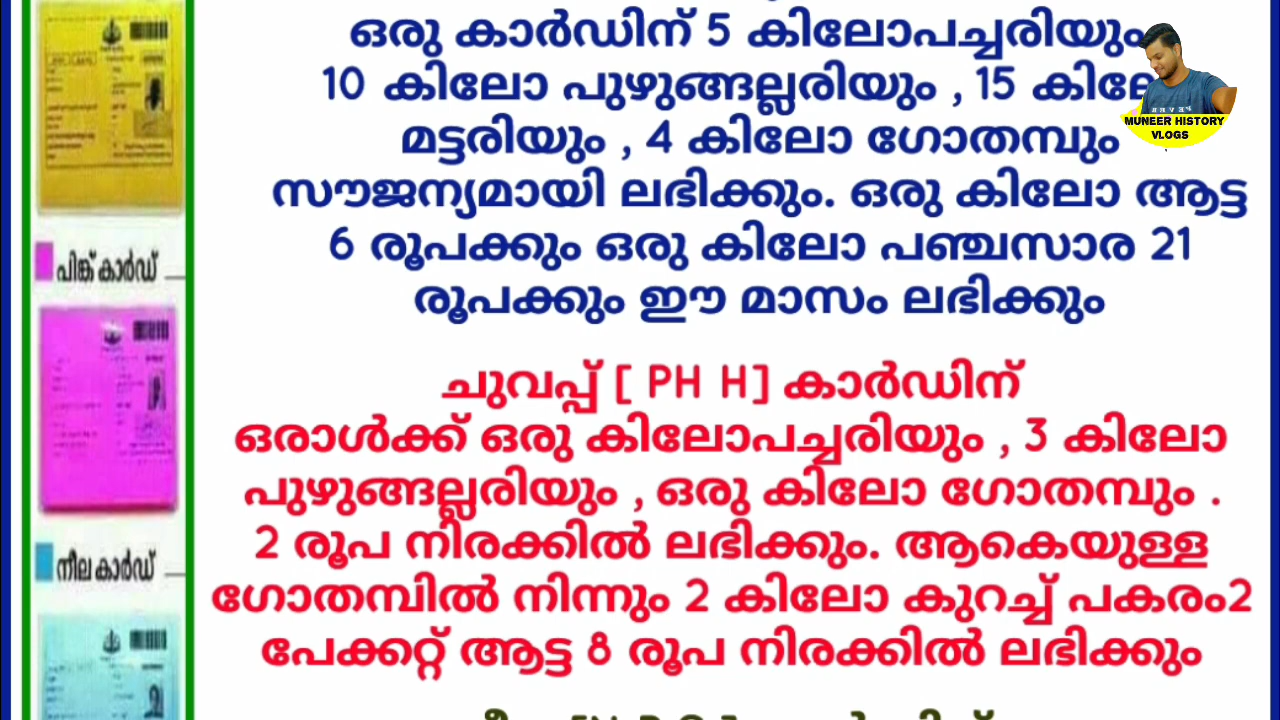 ഒരു കാർഡിന് 5 കിലോപച്ചരിയും
10 കിലോ പുഴുങ്ങല്ലരിയും , 15
മട്ടരിയും , 4 കിലോ ഗോതമ്പും
സൗജന്യമായി ലഭിക്കും. ഒരു കിലോ ആട്ട
6 രൂപക്കും ഒരു കിലോ പഞ്ചസാര 21
രൂപക്കും ഈ മാസം ലഭിക്കും
ചുവപ്പ് [ PH H] കാർഡിന്
ഒരാൾക്ക് ഒരു കിലോപച്ചരിയും , 3 കിലോ
പുഴുങ്ങല്ലരിയും , ഒരു കിലോ ഗോതമ്പും .
2 രൂപ നിരക്കിൽ ലഭിക്കും. ആകെയുള്ള
ഗോതമ്പിൽ നിന്നും 2 കിലോ കുറച്ച് പകരം2
പേക്കറ്റ് ആട്ട 8 രൂപ നിരക്കിൽ ലഭിക്കും
പിങ്ക് കാർഡ്
നീല കാർഡ്
MUNEER HISTORY
VLOGS